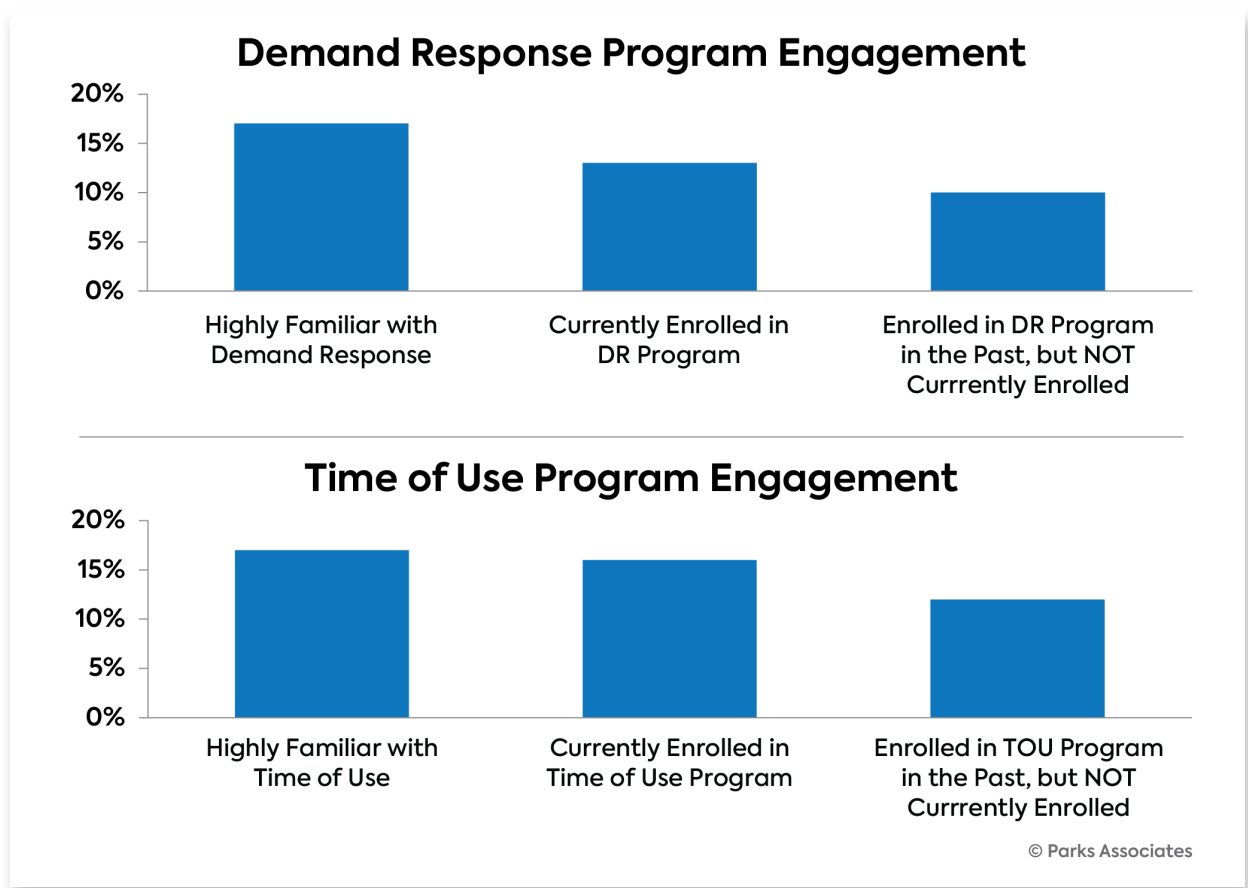 Demand Response Program Engagement
20%
15%
10%
5%
0%
Highly Familiar with
Demand Response
Currently Enrolled in
DR Program
Enrolled in DR Program
in the Past, but NOT
Currrently Enrolled
Time of Use Program Engagement
20%
15%
10%
5%
0%
Highly Familiar with
Time of Use
Currently Enrolled in
Time of Use Program
Enrolled in TOU Program
in the Past, but NOT
Currrently Enrolled
© Parks Associates